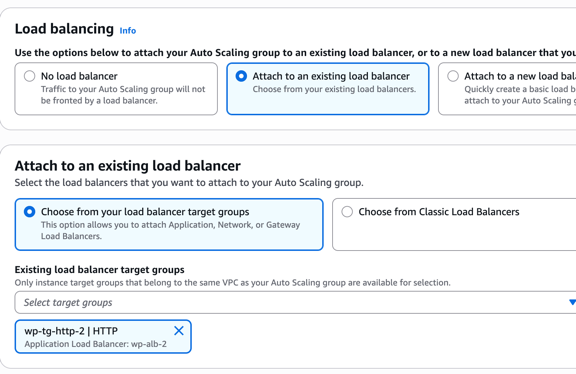 Load balancing Info
Use the options below to attach your Auto Scaling group to an existing load balancer, or to a new load balancer that you
No load balancer
Traffic to your Auto Scaling group will not
be fronted by a load balancer.
Attach to an existing load balancer
Choose from your existing load balancers.
Attach to a new load
Quickly create a basic load b
attach to your Auto Scaling
Attach to an existing load balancer
Select the load balancers that you want to attach to your Auto Scaling group.
Choose from your load balancer target groups
This option allows you to attach Application, Network, or Gateway
Load Balancers.
Choose from Classic Load Balancers
Existing load balancer target groups
Only instance target groups that belong to the same VPC as your Auto Scaling group are available for selection.
Select target groups
wp-tg-http-2 | HTTP
Application Load Balancer: wp-alb-2